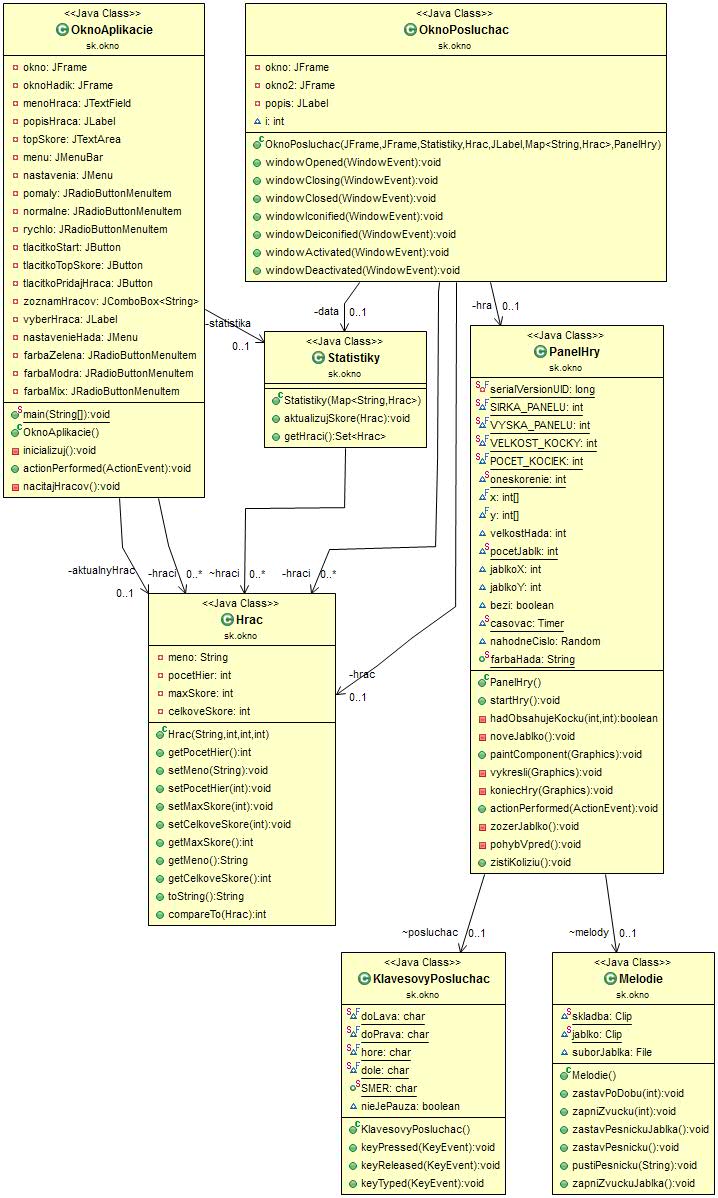 <<Java Class>>
OknoAplikacie
sk.okno
okno: JFrame
oknoHadik: JFrame
menoHraca: JTextField
popisHraca: JLabel
topSkore: JTextArea
menu: JMenuBar
nastavenia: JMenu
pomaly: JRadioButtonMenuItem
normalne: JRadioButtonMenuItem
rychlo: JRadioButtonMenuItem
tlacitkoStart: JButton
tlacitkoTopSkore: JButton
tlacitkoPridajHraca: JButton
zoznamHracov: JComboBox<String>
vyberHraca: JLabel
nastavenieHada: JMenu
farbaZelena: JRadioButtonMenuItem
farbaModra: JRadioButtonMenuItem
farbaMix: JRadioButtonMenuItem
main(String[]):void
OknoAplikacie()
inicializuj():void
actionPerformed(ActionEvent):void
nacitajHracov():void
<<Java Class>>
OknoPosluchac
sk.okno
okno: JFrame
okno2: JFrame
popis: JLabel
i: int
OknoPosluchac(JFrame,JFrame,Statistiky,Hrac,JLabel,Map<String,Hrac>,PanelHry)
windowOpened(WindowEvent):void
windowClosing(WindowEvent):void
windowClosed(WindowEvent):void
windowIconified(WindowEvent):void
windowDeiconified(WindowEvent):void
windowActivated(WindowEvent):void
windowDeactivated(WindowEvent):void
-statistika
0..1
-data
0..1
-hra
0..1
<<Java Class>>
Statistiky
sk.okno
Statistiky(Map<String,Hrac>)
aktualizujSkore(Hrac):void
getHraci():Set<Hrac>
<<Java Class>>
PanelHry
sk.okno
serialVersionUID: long
SIRKA_PANELU: int
VYSKA_PANELU: int
VELKOST_KOCKY: int
POCET_KOCIEK: int
oneskorenie: int
x: int[]
y: int[]
velkostHada: int
pocetJablk: int
jablkoX: int
jablkoY: int
bezi: boolean
casovac: Timer
nahodneCislo: Random
farbaHada: String
PanelHry()
startHry():void
hadObsahujeKocku(int,int):boolean
noveJablko():void
paintComponent(Graphics):void
vykresli(Graphics):void
koniecHry(Graphics):void
actionPerformed(ActionEvent):void
zozerJablko():void
pohybVpred():void
zistiKoliziu():void
-aktualnyHrac
0..1
-hraci
0..*
~hraci
0..*
-hraci
0..*
-hrac
0..1
<<Java Class>>
Hrac
sk.okno
meno: String
pocetHier: int
maxSkore: int
celkoveSkore: int
Hrac(String,int,int,int)
getPocetHier():int
setMeno(String):void
setPocetHier(int):void
setMaxSkore(int):void
setCelkoveSkore(int):void
getMaxSkore():int
getMeno():String
getCelkoveSkore():int
toString():String
compareTo(Hrac):int
~posluchac
0..1
~melody
0..1
<<Java Class>>
KlavesovyPosluchac
sk.okno
doLava: char
doPrava: char
hore: char
dole: char
SMER: char
nieJePauza: boolean
KlavesovyPosluchac()
keyPressed(KeyEvent):void
keyReleased(KeyEvent):void
keyTyped(KeyEvent):void
<<Java Class>>
Melodie
sk.okno
skladba: Clip
jablko: Clip
suborJablka: File
Melodie()
zastavPoDobu(int):void
zapniZvucku(int):void
zastavPesnickuJablka():void
zastavPesnicku():void
pustiPesnicku(String):void
zapniZvuckuJablka():void